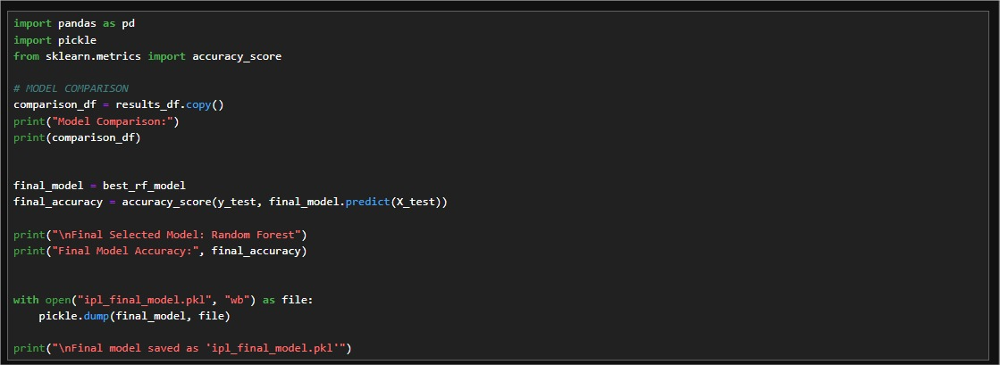 import pandas as pd
import pickle
from sklearn.metrics import accuracy_score
# MODEL COMPARISON
comparison_df = results_df.copy()
print("Model Comparison:")
print(comparison_df)
final_model = best_rf_model
final_accuracy = accuracy_score(y_test, final_model.predict(X_test))
print("\nFinal Selected Model: Random Forest")
print("Final Model Accuracy:", final_accuracy)
with open("ipl_final_model.pkl", "wb") as file:
    pickle.dump(final_model, file)
print("\nFinal model saved as 'ipl_final_model.pkl'")